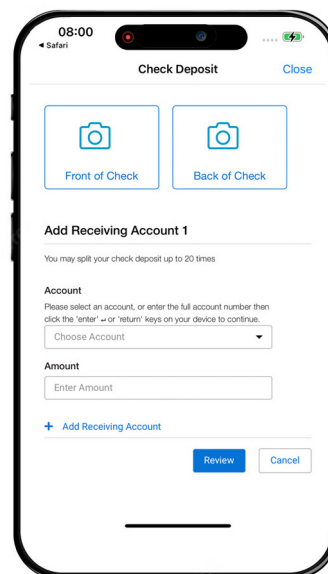 08:00
◂ Safari
Check Deposit
Close
Front of Check
Back of Check
Add Receiving Account 1
You may split your check deposit up to 20 times
Account
Please select an account, or enter the full account number then
click the 'enter' ↵ or 'return' keys on your device to continue.
Choose Account
Amount
Enter Amount
+ Add Receiving Account
Review
Cancel